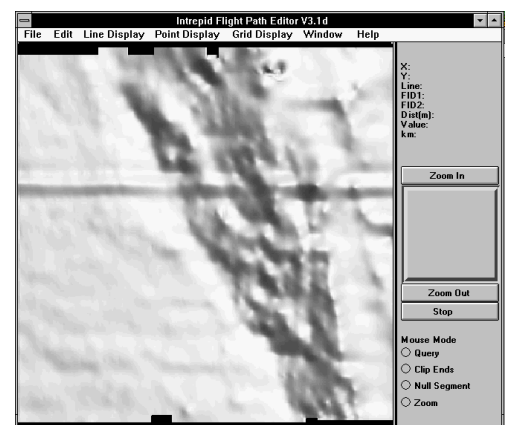 Intrepid Flight Path Editor V3.1d
File Edit Line Display Point Display Grid Display Window Help
X:
Y:
Line:
FID1:
FID2:
Dist(m):
Value:
km:
Zoom In
Zoom Out
Stop
Mouse Mode
Query
Clip Ends
Null Segment
Zoom